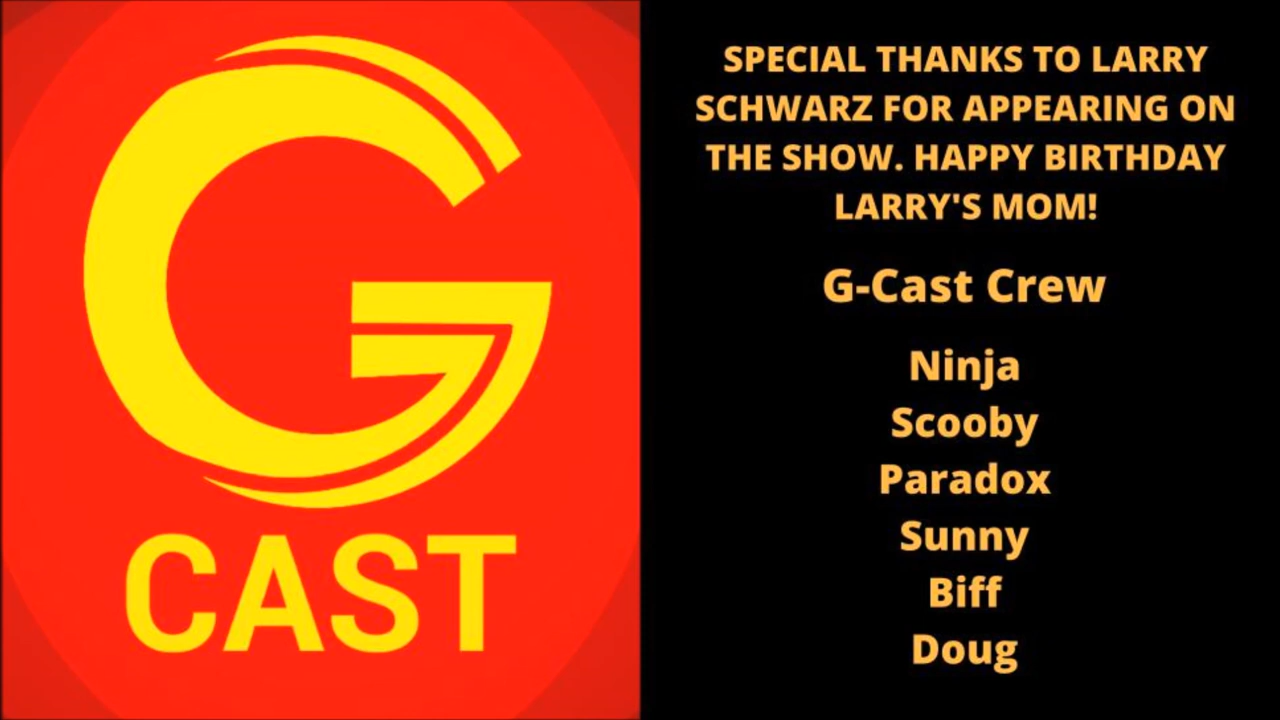 G
CAST
SPECIAL THANKS TO LARRY
SCHWARZ FOR APPEARING ON
THE SHOW. HAPPY BIRTHDAY
LARRY'S MOM!
G-Cast Crew
Ninja
Scooby
Paradox
Sunny
Biff
Doug